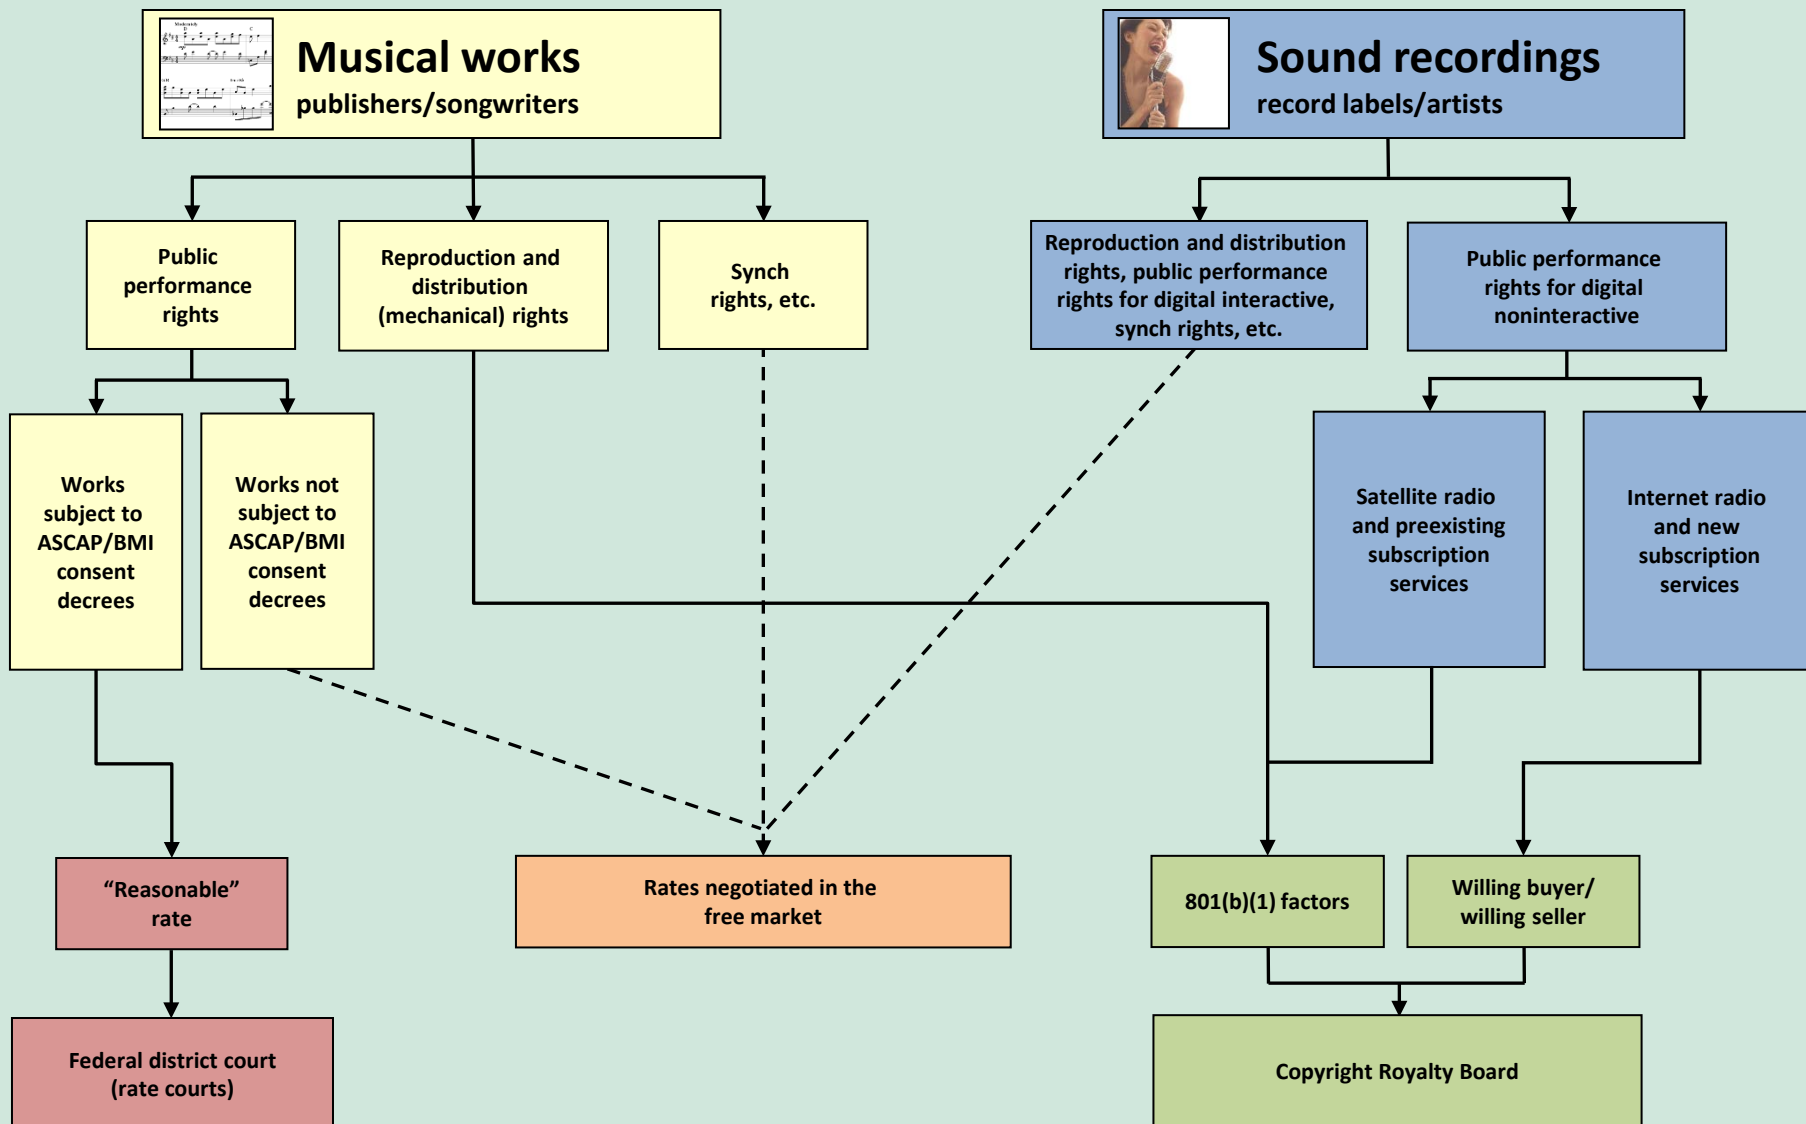 Musical works
publishers/songwriters
Sound recordings
record labels/artists
Public
performance
rights
Reproduction and
distribution
(mechanical) rights
Synch
rights, etc.
Reproduction and distribution
rights, public performance
rights for digital interactive,
synch rights, etc.
Public performance
rights for digital
noninteractive
Works
subject to
ASCAP/BMI
consent
decrees
Works not
subject to
ASCAP/BMI
consent
decrees
Satellite radio
and preexisting
subscription
services
Internet radio
and new
subscription
services
“Reasonable”
rate
Rates negotiated in the
free market
801(b)(1) factors
Willing buyer/
willing seller
Federal district court
(rate courts)
Copyright Royalty Board